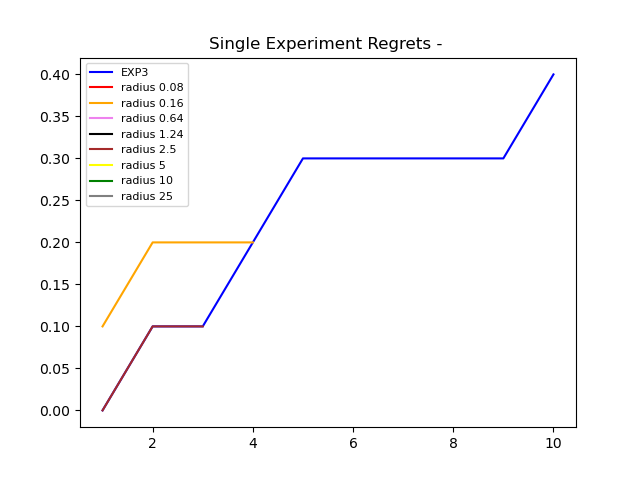 Single Experiment Regrets -
EXP3
radius 0.08
radius 0.16
radius 0.64
radius 1.24
radius 2.5
radius 5
radius 10
radius 25
0.40
0.35
0.30
0.25
0.20
0.15
0.10
0.05
0.00
2 4 6 8 10